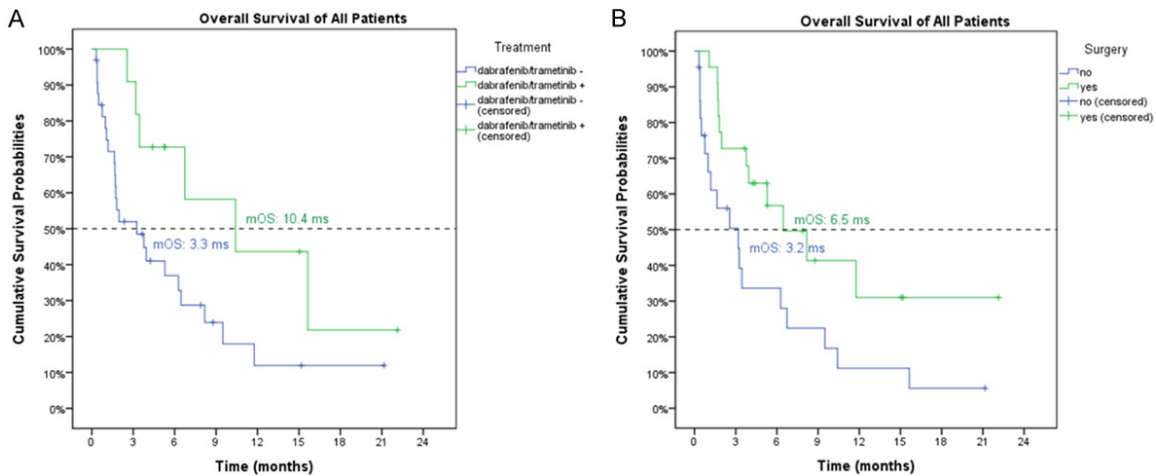 A
Overall Survival of All Patients
Cumulative Survival Probabilities
100%
90%
80%
70%
60%
50%
40%
30%
20%
10%
0%
mOS: 10.4 ms
mOS: 3.3 ms
0 3 6 9 12 15 18 21 24
Time (months)
Treatment
dabrafenib/trametinib -
dabrafenib/trametinib +
dabrafenib/trametinib -
(censored)
dabrafenib/trametinib +
(censored)
B
Overall Survival of All Patients
Cumulative Survival Probabilities
100%
90%
80%
70%
60%
50%
40%
30%
20%
10%
0%
mOS: 6.5 ms
mOS: 3.2 ms
0 3 6 9 12 15 18 21 24
Time (months)
Surgery
no
yes
no (censored)
yes (censored)